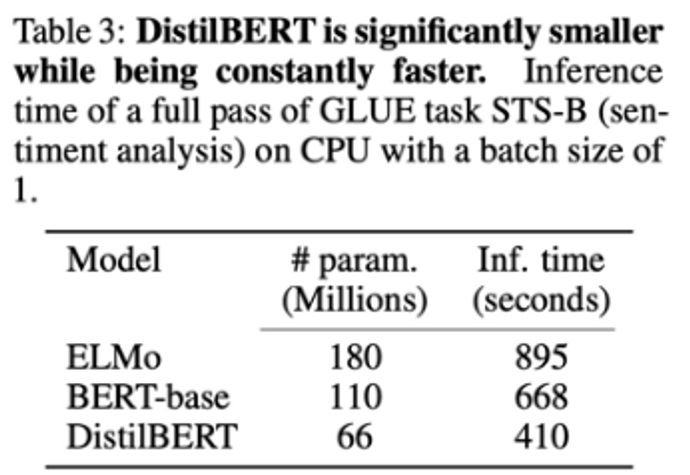 Table 3: DistilBERT is significantly smaller
while being constantly faster. Inference
time of a full pass of GLUE task STS-B (sen-
timent analysis) on CPU with a batch size of
1.
Model # param. Inf. time
(Millions) (seconds)
ELMo 180 895
BERT-base 110 668
DistilBERT 66 410